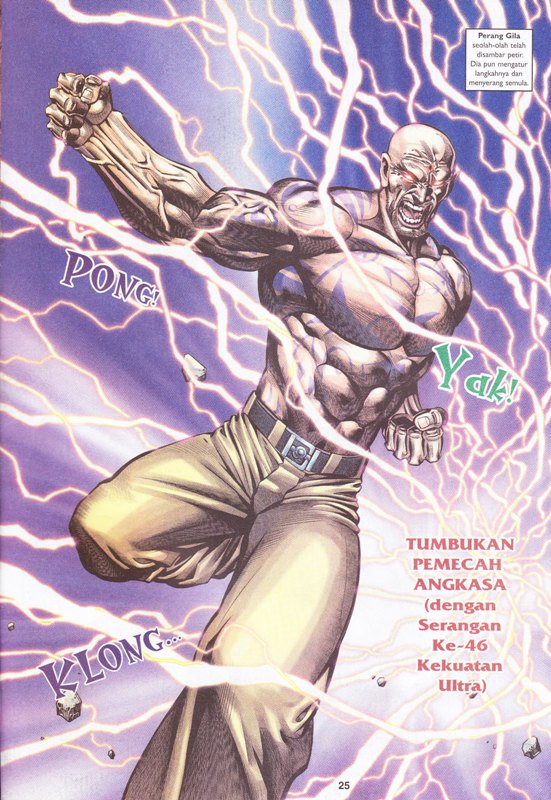 Perang Gila
seolah-olah telah
disambar petir.
Dia pun mengatur
langkahnya dan
menyerang semula.
PONG!
Yak!
TUMBUKAN
PEMECAH
ANGKASA
(dengan
Serangan
Ke-46
Kekuatan
Ultra)
KLONG...
25